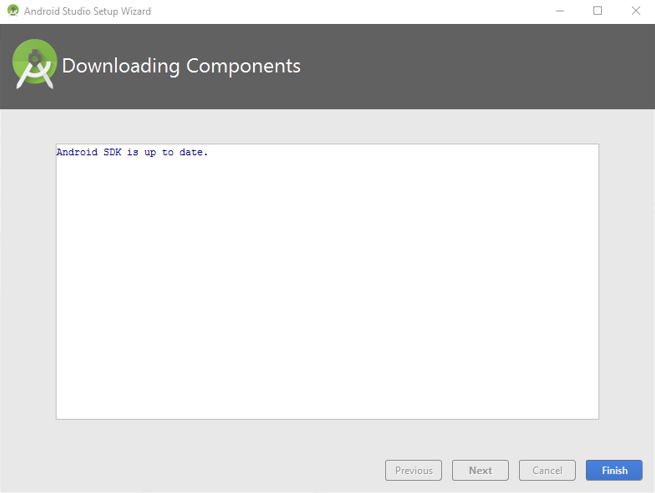 Android Studio Setup Wizard
Downloading Components
Android SDK is up to date.
Previous Next Cancel Finish